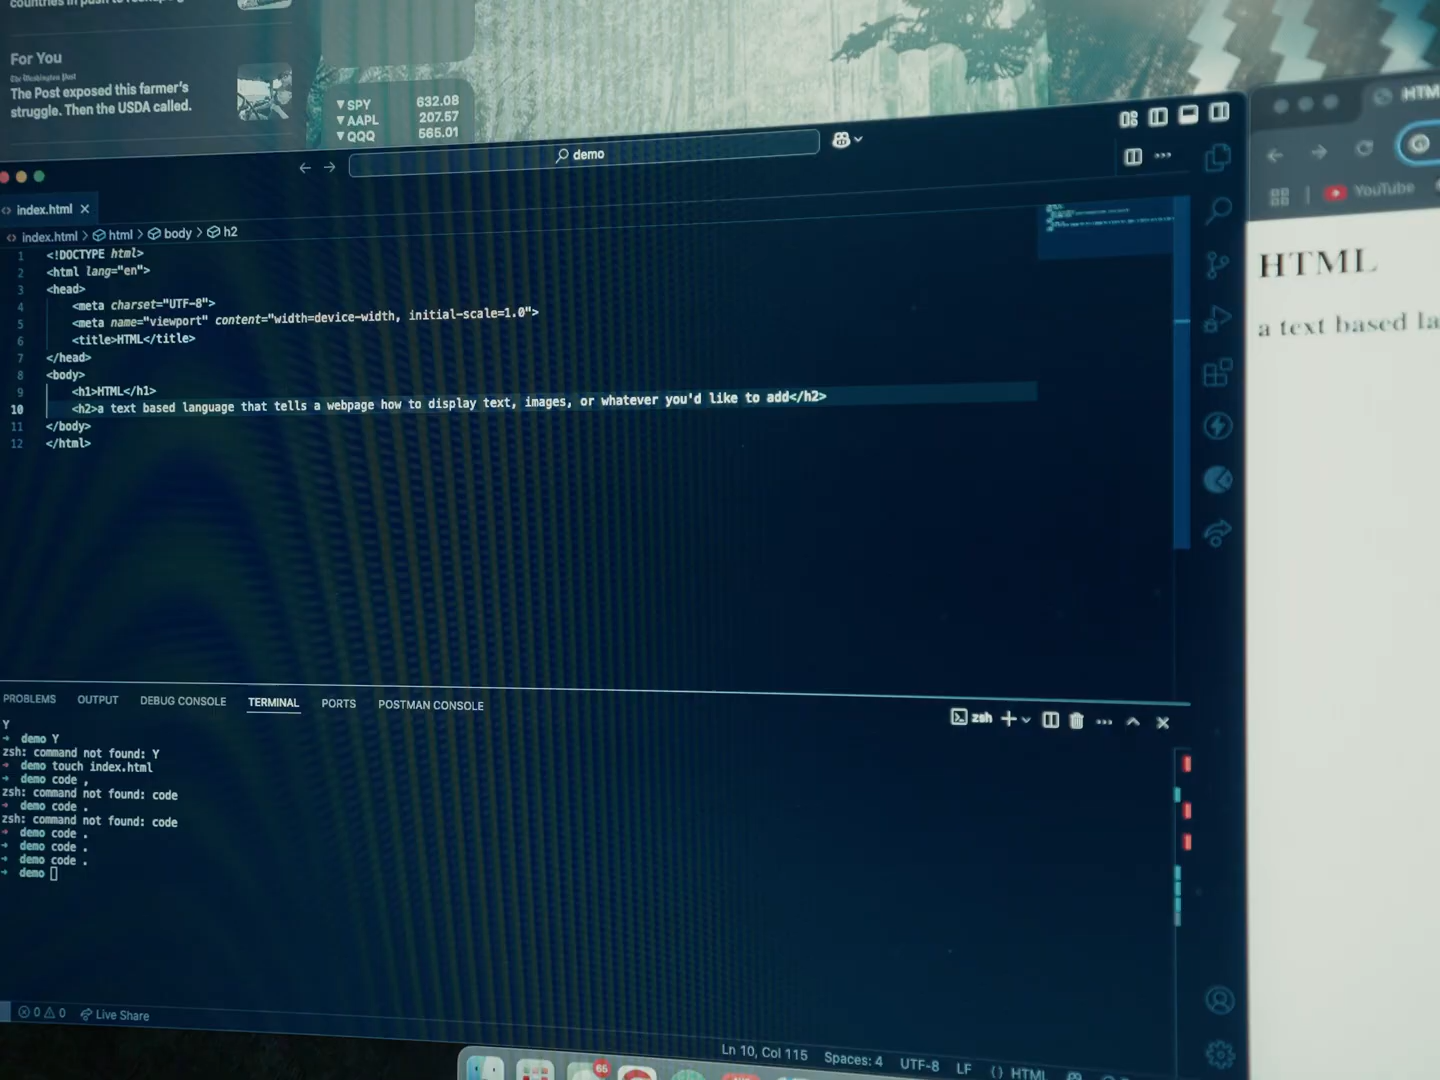 For You
The Washington Post
The Post exposed this farmer's
struggle. Then the USDA called.
▼ SPY 632.08
▼ AAPL 207.57
▼ QQQ 565.01
demo
index.html
index.html > html > body > h2
1 <!DOCTYPE html>
2 <html lang="en">
3 <head>
4 <meta charset="UTF-8">
5 <meta name="viewport" content="width=device-width, initial-scale=1.0">
6 <title>HTML</title>
7 </head>
8 <body>
9 <h1>HTML</h1>
10 <h2>a text based language that tells a webpage how to display text, images, or whatever you'd like to add</h2>
11 </body>
12 </html>
HTML
YouTube
HTML
a text based la
PROBLEMS OUTPUT DEBUG CONSOLE TERMINAL PORTS POSTMAN CONSOLE
zsh
Y
→ demo Y
zsh: command not found: Y
→ demo touch index.html
→ demo code ,
zsh: command not found: code
→ demo code .
zsh: command not found: code
→ demo code .
→ demo code .
→ demo code .
→ demo
0 0 Live Share
Ln 10, Col 115 Spaces: 4 UTF-8 LF {} HTML
65